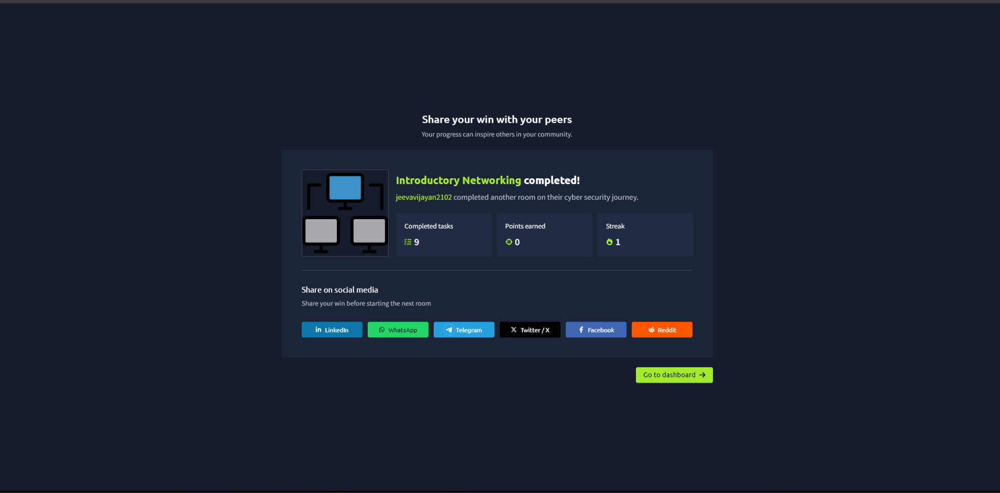 Share your win with your peers
Your progress can inspire others in your community.
Introductory Networking completed!
jeevavijayan2102 completed another room on their cyber security journey.
Completed tasks
9
Points earned
0
Streak
1
Share on social media
Share your win before starting the next room
LinkedIn
WhatsApp
Telegram
Twitter / X
Facebook
Reddit
Go to dashboard →